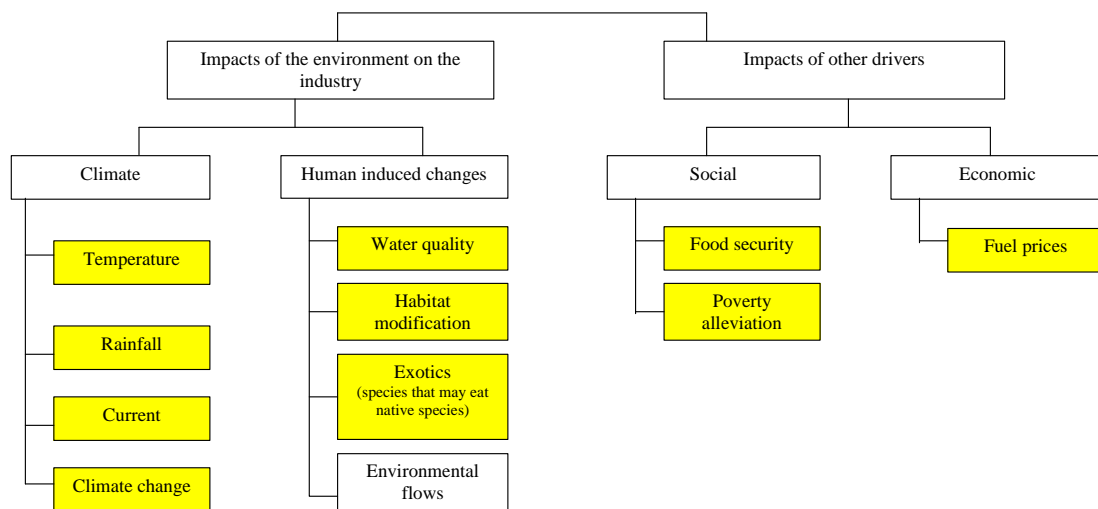 Impacts of the environment on the
industry
Impacts of other drivers
Climate
Human induced changes
Social
Economic
Temperature
Rainfall
Current
Climate change
Water quality
Habitat
modification
Exotics
(species that may eat
native species)
Environmental
flows
Food security
Poverty
alleviation
Fuel prices